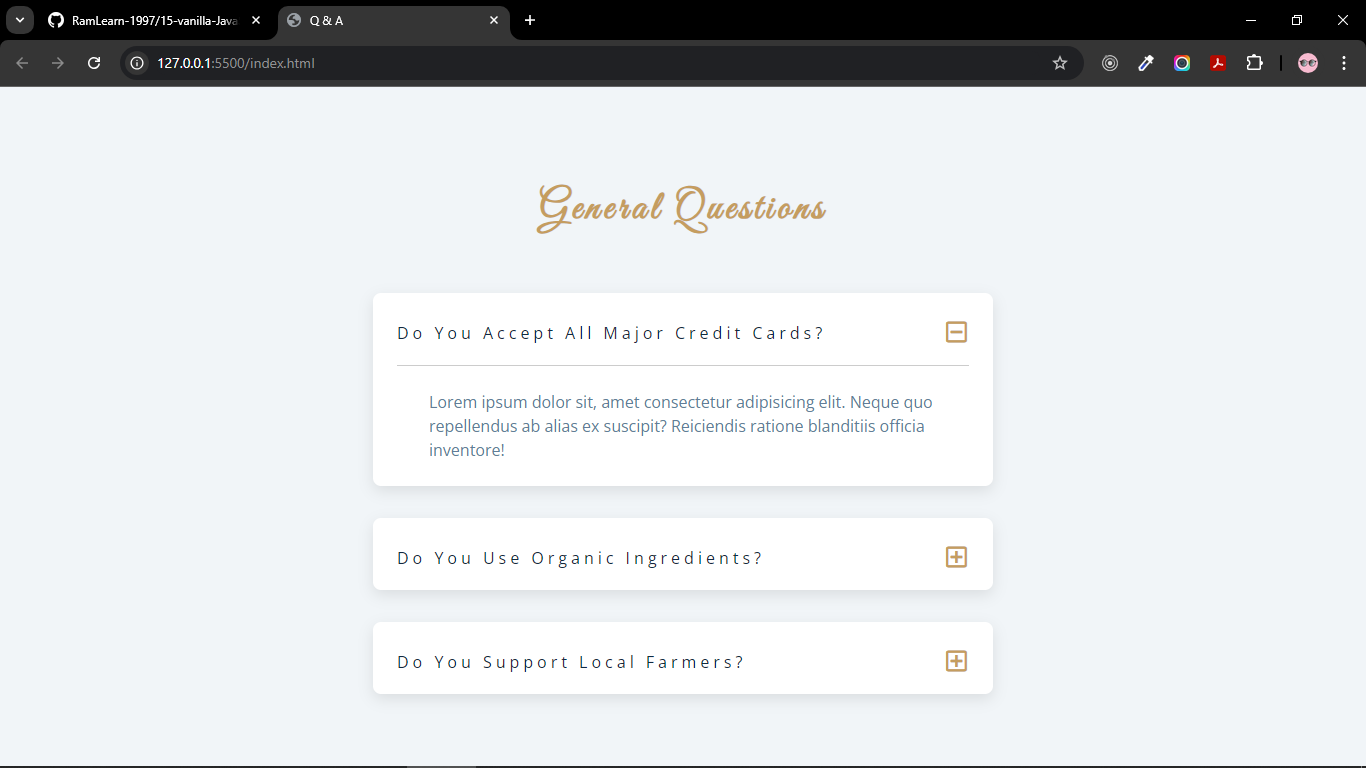 RamLearn-1997/15-vanilla-Java
Q & A
127.0.0.1:5500/index.html
General Questions
Do You Accept All Major Credit Cards?
Lorem ipsum dolor sit, amet consectetur adipisicing elit. Neque quo
repellendus ab alias ex suscipit? Reiciendis ratione blanditiis officia
inventore!
Do You Use Organic Ingredients?
Do You Support Local Farmers?